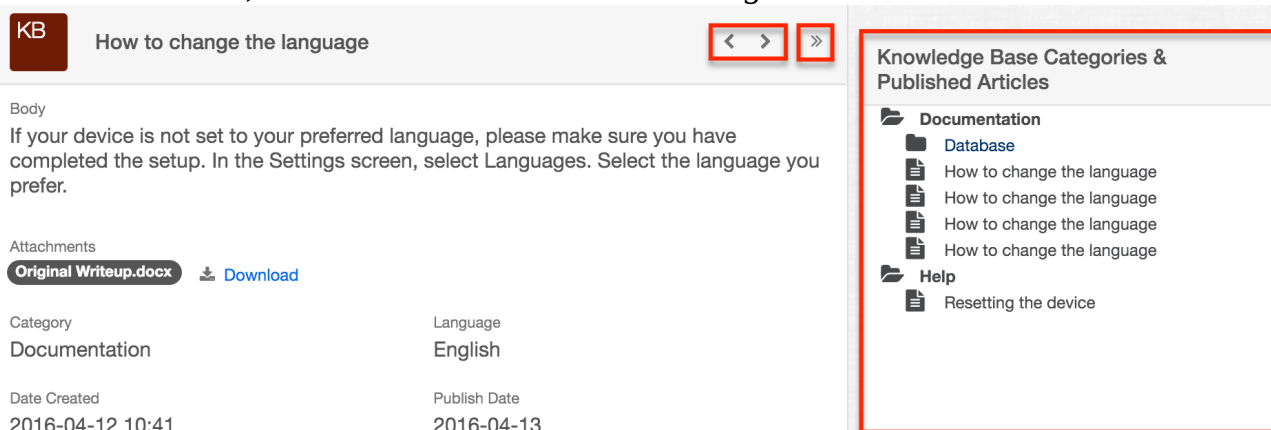 KB
How to change the language
Body
If your device is not set to your preferred language, please make sure you have
completed the setup. In the Settings screen, select Languages. Select the language you
prefer.
Attachments
Original Writeup.docx
Download
Category
Language
Documentation
English
Date Created
Publish Date
2016-04-12 10:41
2016-04-13
Knowledge Base Categories &
Published Articles
Documentation
Database
How to change the language
How to change the language
How to change the language
How to change the language
Help
Resetting the device